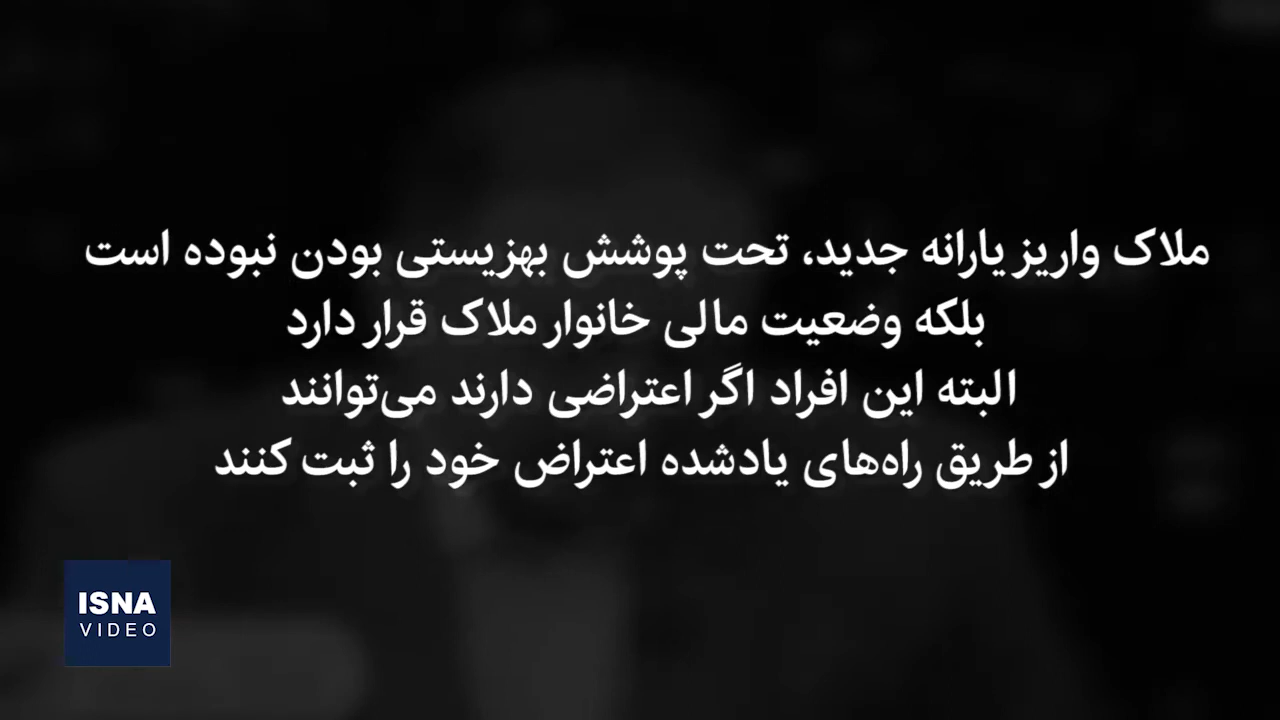 ملاک واریز یارانه جدید، تحت پوشش بهزیستی بودن نبوده است
بلکه وضعیت مالی خانوار ملاک قرار دارد
البته این افراد اگر اعتراضی دارند می‌توانند
از طریق راه‌های یادشده اعتراض خود را ثبت کنند
ISNA
VIDEO